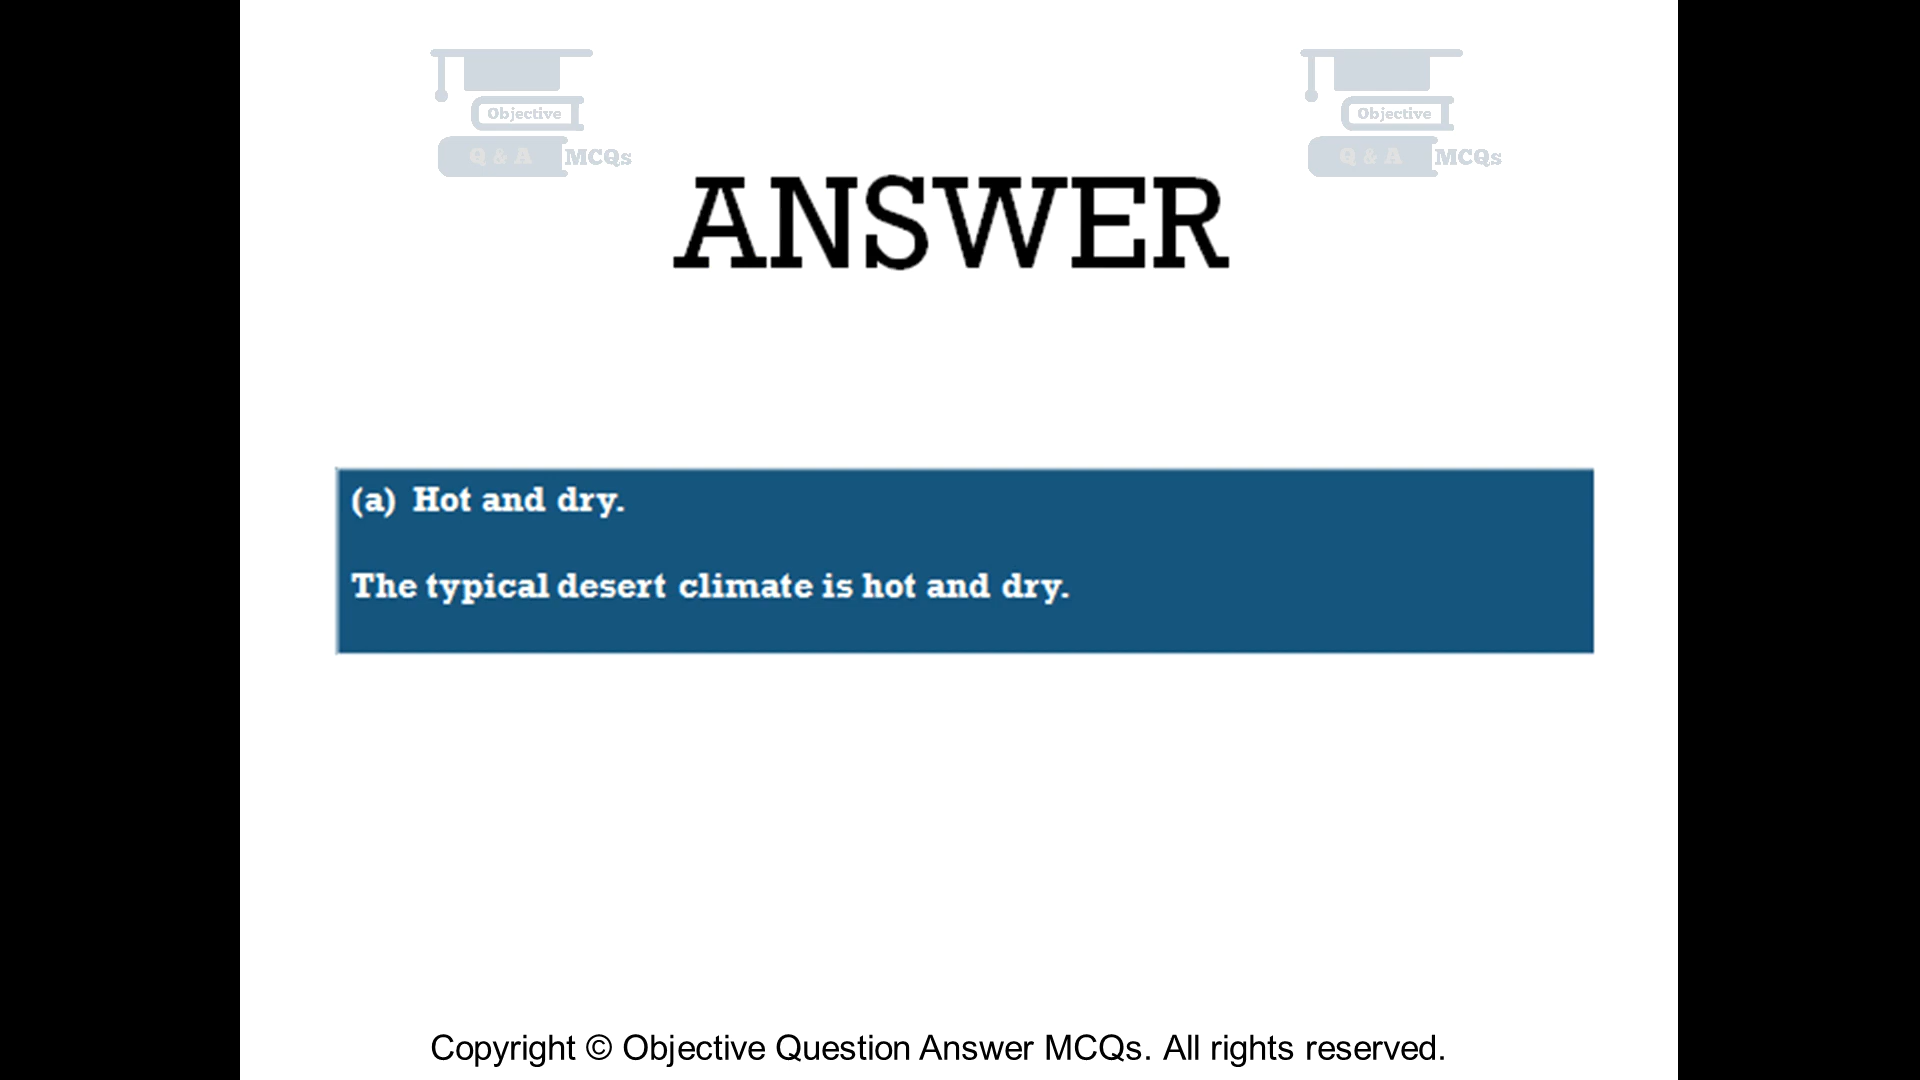 Objective
Q & A MCQs
Objective
Q & A MCQs
ANSWER
(a) Hot and dry.
The typical desert climate is hot and dry.
Copyright © Objective Question Answer MCQs. All rights reserved.